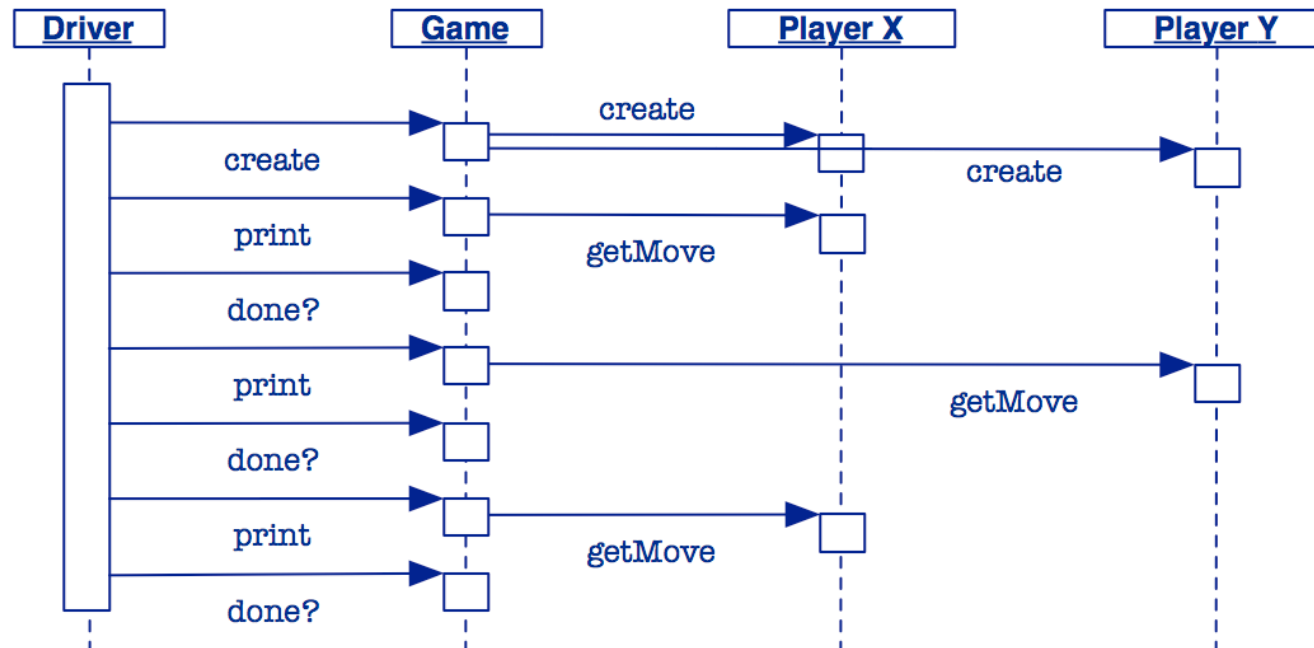 Driver
Game
Player X
Player Y
create
create
create
print
getMove
done?
print
getMove
done?
print
getMove
done?